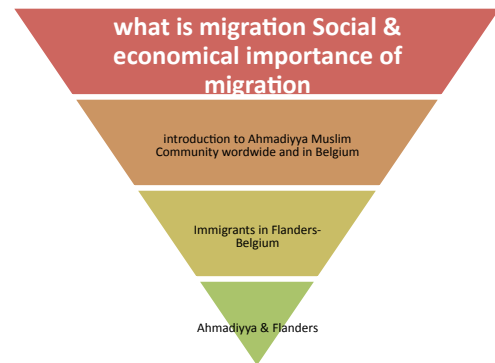 what is migration Social &
economical importance of
migration
introduction to Ahmadiyya Muslim
Community wordwide and in Belgium
Immigrants in Flanders-
Belgium
Ahmadiyya & Flanders